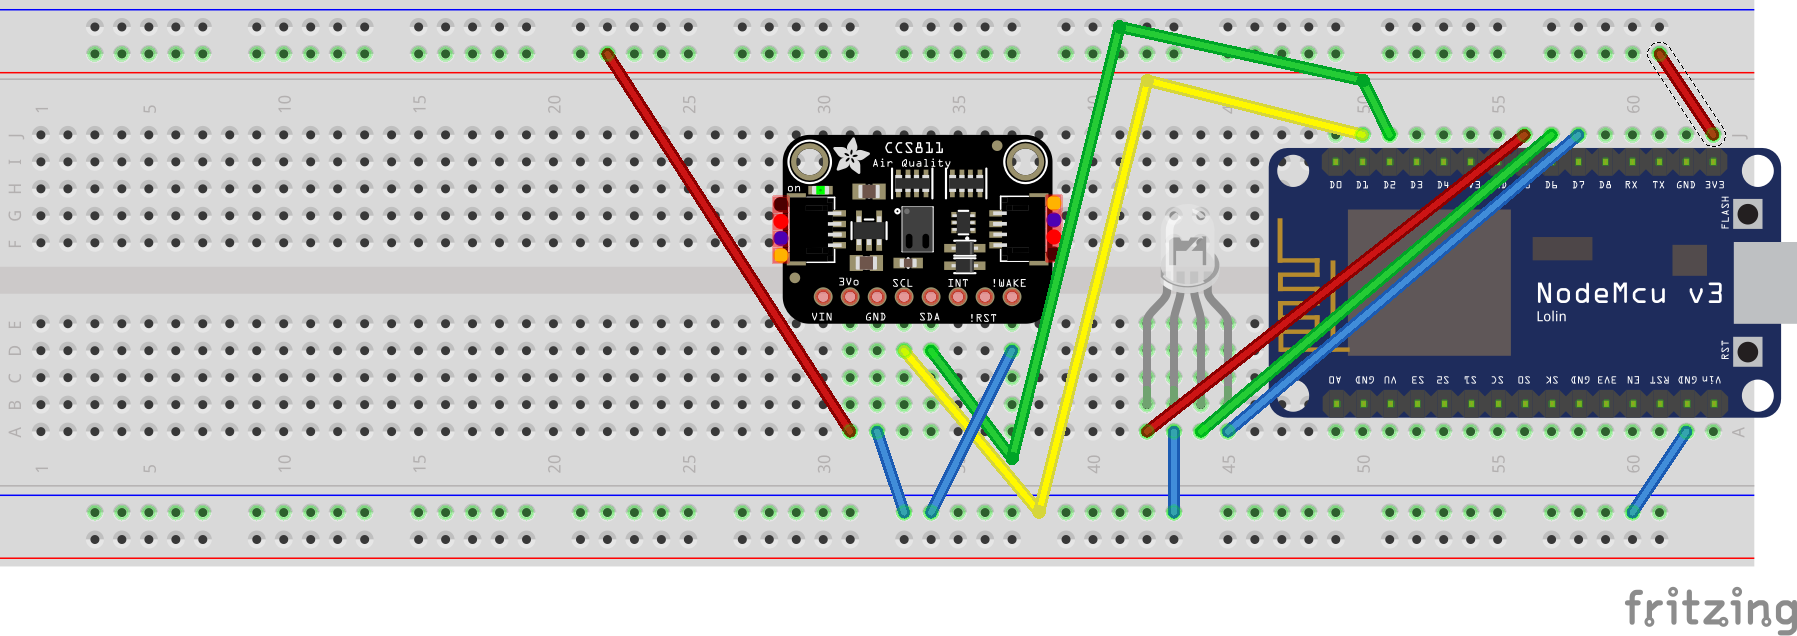 1 5 10 15 20 25 30 35 40 45 50 55 60
J
I
H
G
F
E
D
C
B
A
J
A
CCS811
Air Quality
on
3Vo SCL INT !WAKE
VIN GND SDA !RST
D0 D1 D2 D3 D4 D6 D7 D8 RX TX GND 3V3
FLASH
NodeMcu v3
Lolin
RST
A0 GND VU S3 S2 S1 SC S0 SK GND 3V3 EN RST GND Vin
1 5 10 15 20 25 30 35 40 45 50 55 60
fritzing